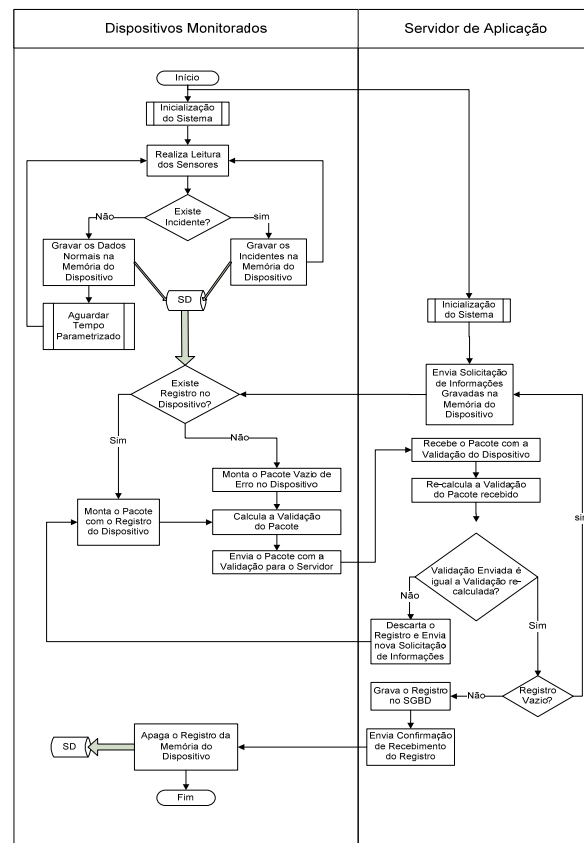 Dispositivos Monitorados
Servidor de Aplicação
Início
Inicialização
do Sistema
Realiza Leitura
dos Sensores
Existe
Incidente?
Não
sim
Gravar os Dados
Normais na
Memória do
Dispositivo
Gravar os
Incidentes na
Memória do
Dispositivo
SD
Aguardar
Tempo
Parametrizado
Inicialização
do Sistema
Envia Solicitação
de Informações
Gravadas na
Memória do
Dispositivo
Existe
Registro no
Dispositivo?
Sim
Não
Monta o Pacote Vazio de
Erro no Dispositivo
Monta o Pacote
com o Registro
do Dispositivo
Calcula a Validação
do Pacote
Envia o Pacote com a
Validação para o Servidor
Recebe o Pacote com a
Validação do Dispositivo
Re-calcula a Validação
do Pacote recebido
sim
Validação Enviada é
igual a Validação re-
calculada?
Não
Sim
Descarta o
Registro e Envia
nova Solicitação
de Informações
Registro
Vazio?
Não
Grava o Registro
no SGBD
Envia Confirmação
de Recebimento
do Registro
Apaga o Registro da
Memória do
Dispositivo
SD
Fim